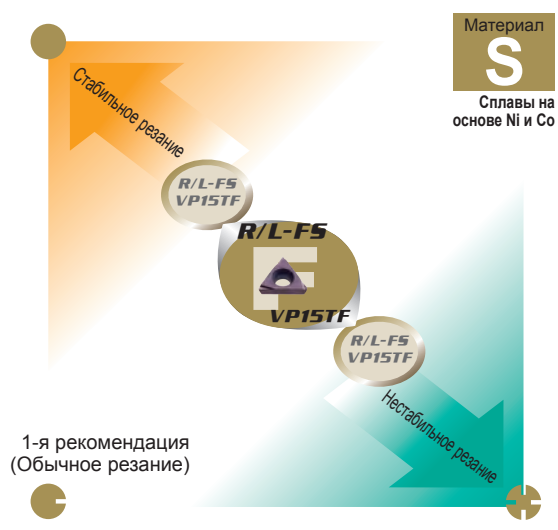 Материал
S
Сплавы на
основе Ni и Co
Стабильное резание
R/L-FS
VP15TF
R/L-FS
F
VP15TF
R/L-FS
VP15TF
Нестабильное резание
1-я рекомендация
(Обычное резание)